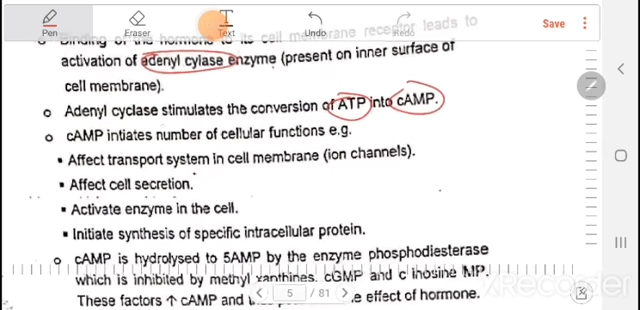 Pen
Eraser
Text
Undo
Redo
Save
o Binding of the hormone to its cell membrane receptor leads to
activation of adenyl cylase enzyme (present on inner surface of
cell membrane).
o Adenyl cyclase stimulates the conversion of ATP into cAMP.
o cAMP intiates number of cellular functions e.g.
▪ Affect transport system in cell membrane (ion channels).
▪ Affect cell secretion.
▪ Activate enzyme in the cell.
▪ Initiate synthesis of specific intracellular protein.
o cAMP is hydrolysed to 5AMP by the enzyme phosphodiesterase
which is inhibited by methyl xanthines, cGMP and c Inosine MP.
These factors ↑ cAMP and e effect of hormone.
< 5 / 81 >
XRecorder